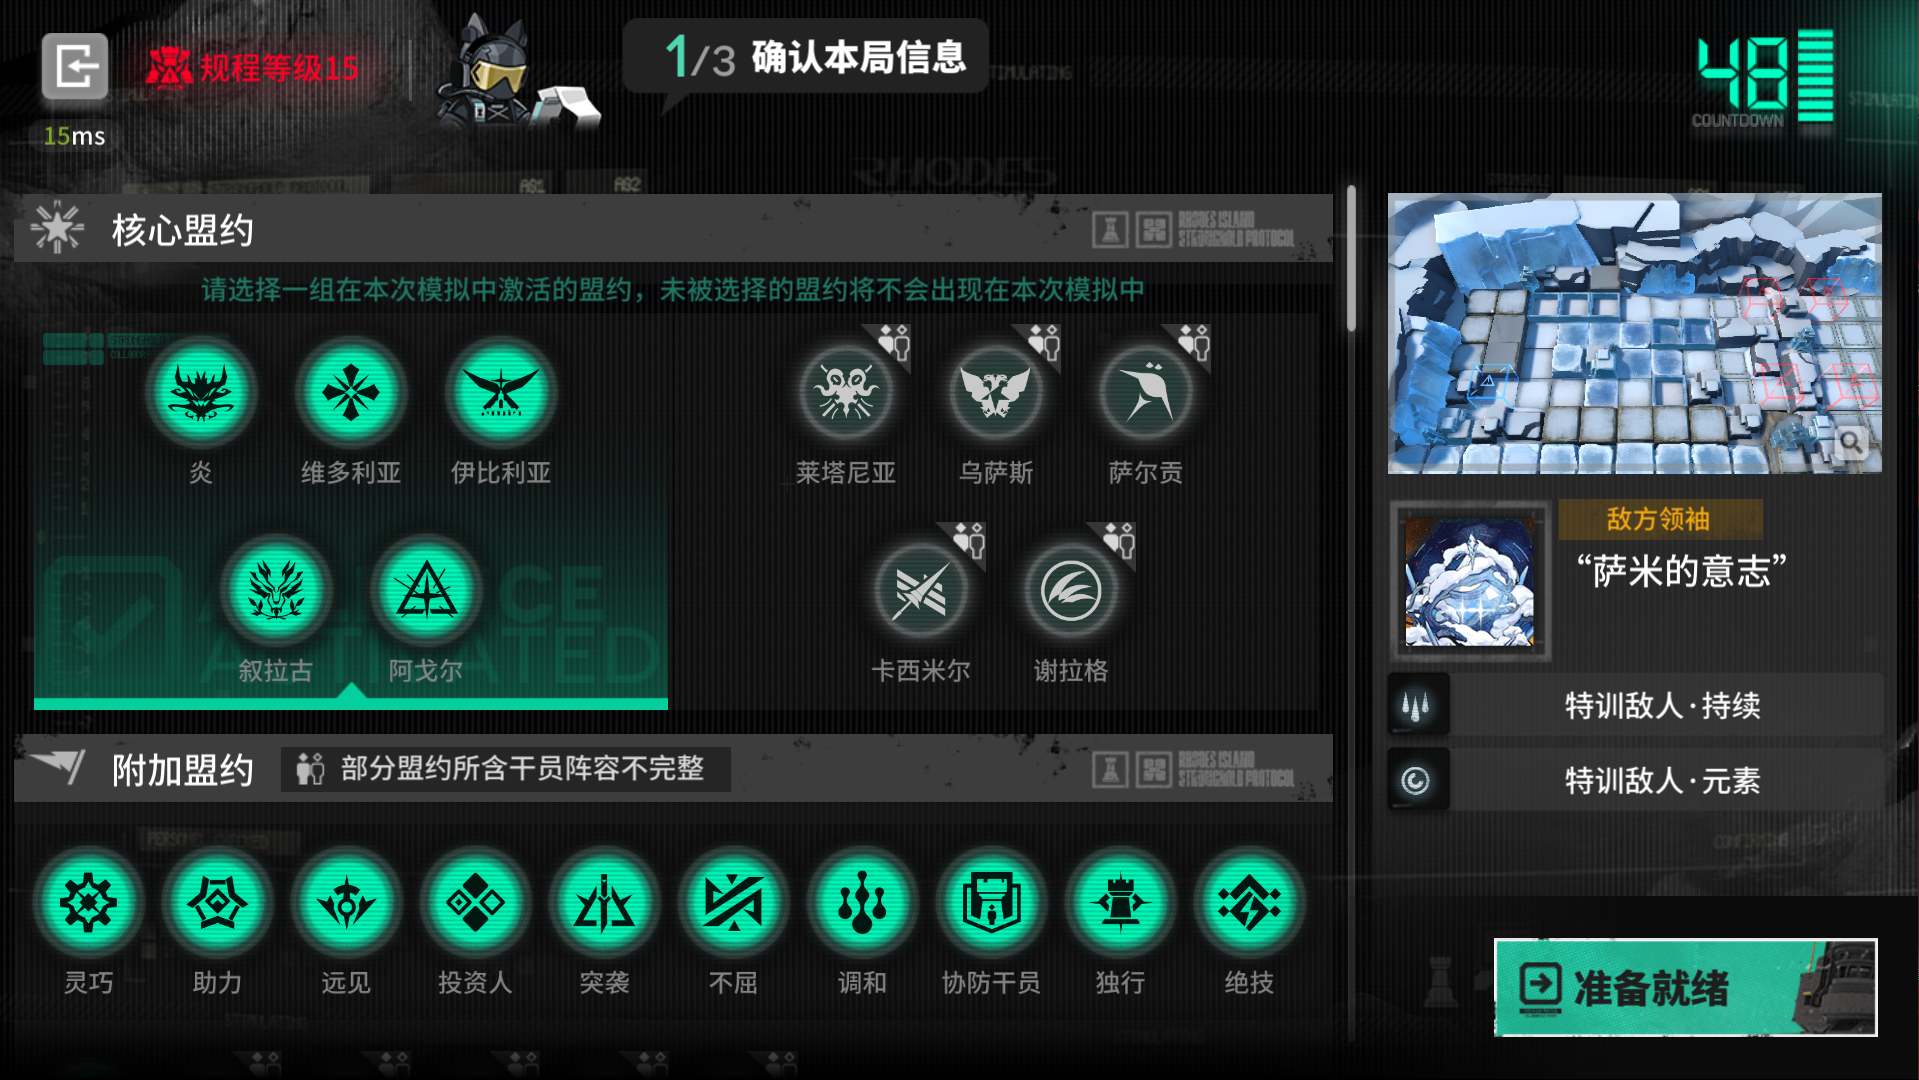 规程等级15
1/3 确认本局信息
48
COUNTDOWN
15ms
核心盟约
RHODES ISLAND
STRONGHOLD PROTOCOL
请选择一组在本次模拟中激活的盟约，未被选择的盟约将不会出现在本次模拟中
炎
维多利亚
伊比利亚
莱塔尼亚
乌萨斯
萨尔贡
叙拉古
阿戈尔
卡西米尔
谢拉格
敌方领袖
“萨米的意志”
特训敌人·持续
特训敌人·元素
附加盟约
部分盟约所含干员阵容不完整
RHODES ISLAND
STRONGHOLD PROTOCOL
灵巧
助力
远见
投资人
突袭
不屈
调和
协防干员
独行
绝技
准备就绪